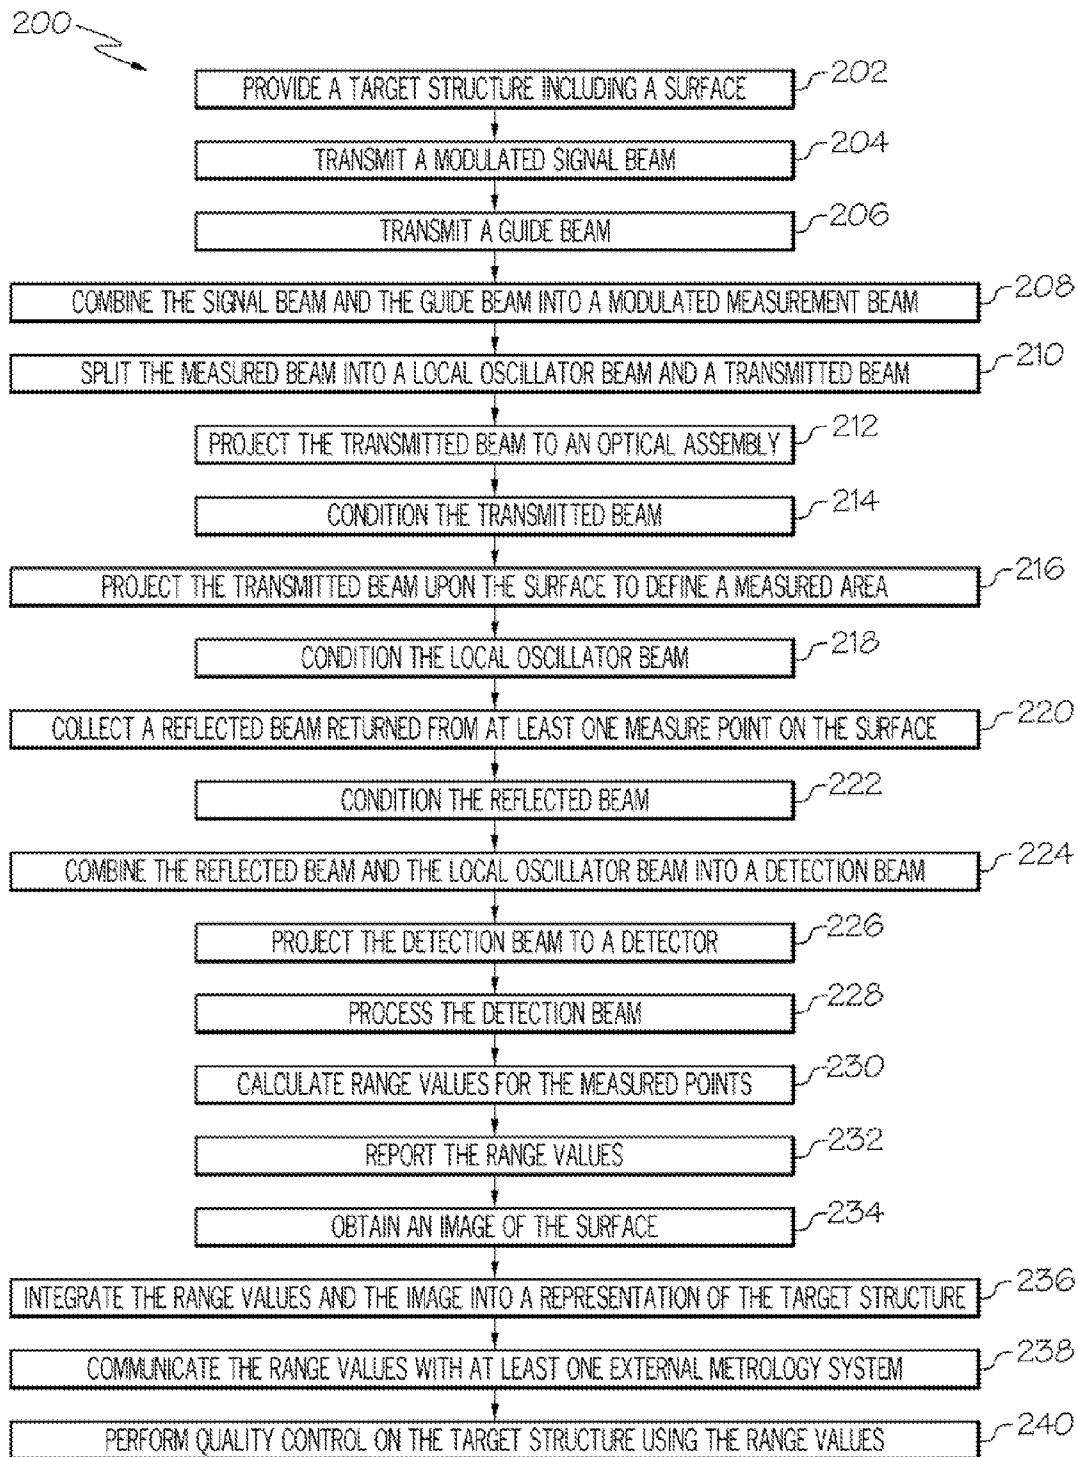 200
PROVIDE A TARGET STRUCTURE INCLUDING A SURFACE 202
TRANSMIT A MODULATED SIGNAL BEAM 204
TRANSMIT A GUIDE BEAM 206
COMBINE THE SIGNAL BEAM AND THE GUIDE BEAM INTO A MODULATED MEASUREMENT BEAM 208
SPLIT THE MEASURED BEAM INTO A LOCAL OSCILLATOR BEAM AND A TRANSMITTED BEAM 210
PROJECT THE TRANSMITTED BEAM TO AN OPTICAL ASSEMBLY 212
CONDITION THE TRANSMITTED BEAM 214
PROJECT THE TRANSMITTED BEAM UPON THE SURFACE TO DEFINE A MEASURED AREA 216
CONDITION THE LOCAL OSCILLATOR BEAM 218
COLLECT A REFLECTED BEAM RETURNED FROM AT LEAST ONE MEASURE POINT ON THE SURFACE 220
CONDITION THE REFLECTED BEAM 222
COMBINE THE REFLECTED BEAM AND THE LOCAL OSCILLATOR BEAM INTO A DETECTION BEAM 224
PROJECT THE DETECTION BEAM TO A DETECTOR 226
PROCESS THE DETECTION BEAM 228
CALCULATE RANGE VALUES FOR THE MEASURED POINTS 230
REPORT THE RANGE VALUES 232
OBTAIN AN IMAGE OF THE SURFACE 234
INTEGRATE THE RANGE VALUES AND THE IMAGE INTO A REPRESENTATION OF THE TARGET STRUCTURE 236
COMMUNICATE THE RANGE VALUES WITH AT LEAST ONE EXTERNAL METROLOGY SYSTEM 238
PERFORM QUALITY CONTROL ON THE TARGET STRUCTURE USING THE RANGE VALUES 240